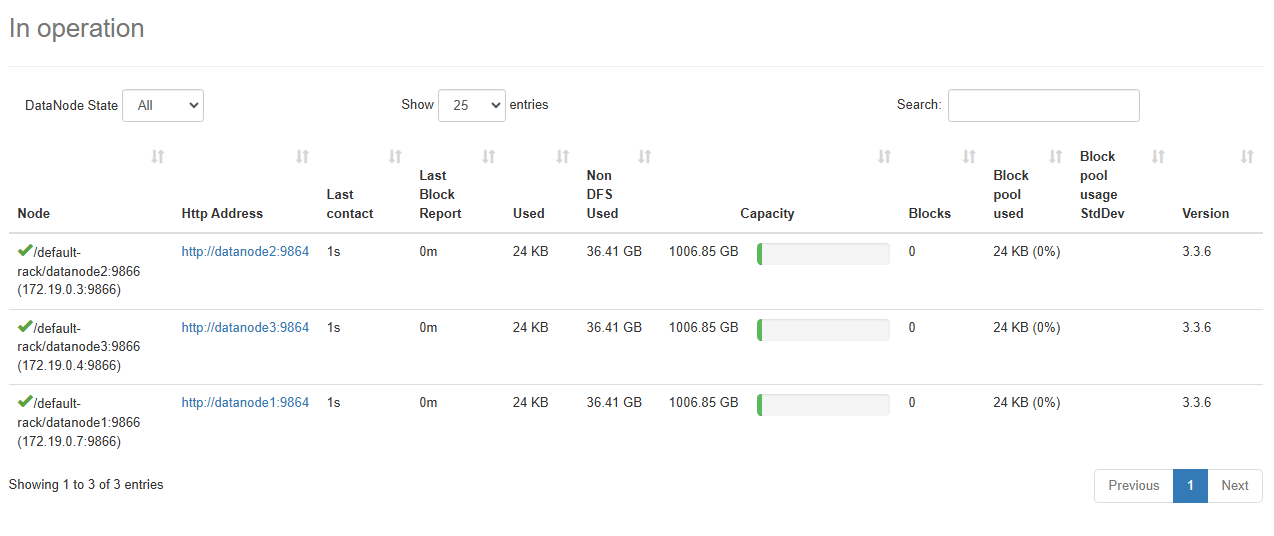 In operation
DataNode State All Show 25 entries Search:
Node Http Address Last contact Last Block Report Used Non DFS Used Capacity Blocks Block pool used Block pool usage StdDev Version
/default-rack/datanode2:9866 (172.19.0.3:9866) http://datanode2:9864 1s 0m 24 KB 36.41 GB 1006.85 GB 0 24 KB (0%) 3.3.6
/default-rack/datanode3:9866 (172.19.0.4:9866) http://datanode3:9864 1s 0m 24 KB 36.41 GB 1006.85 GB 0 24 KB (0%) 3.3.6
/default-rack/datanode1:9866 (172.19.0.7:9866) http://datanode1:9864 1s 0m 24 KB 36.41 GB 1006.85 GB 0 24 KB (0%) 3.3.6
Showing 1 to 3 of 3 entries Previous 1 Next